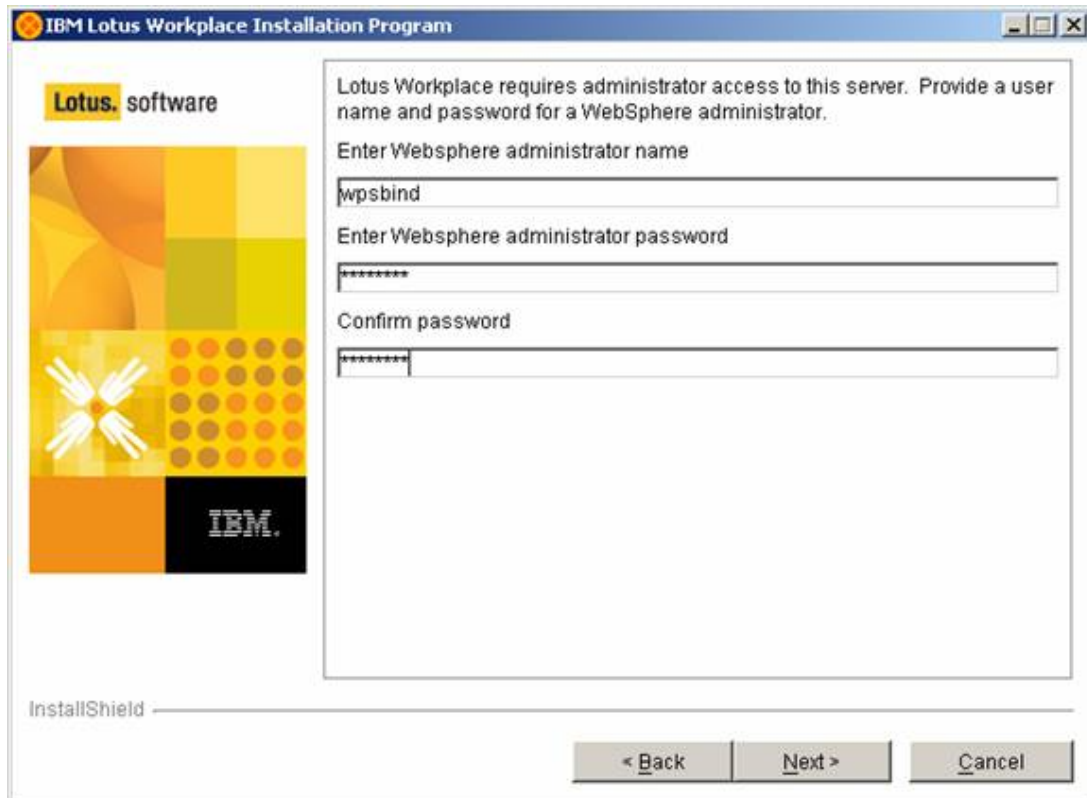 IBM Lotus Workplace Installation Program
Lotus. software
Lotus Workplace requires administrator access to this server. Provide a user
name and password for a WebSphere administrator.
Enter Websphere administrator name
wpsbind
Enter Websphere administrator password
********
Confirm password
********
IBM.
InstallShield
< Back Next > Cancel